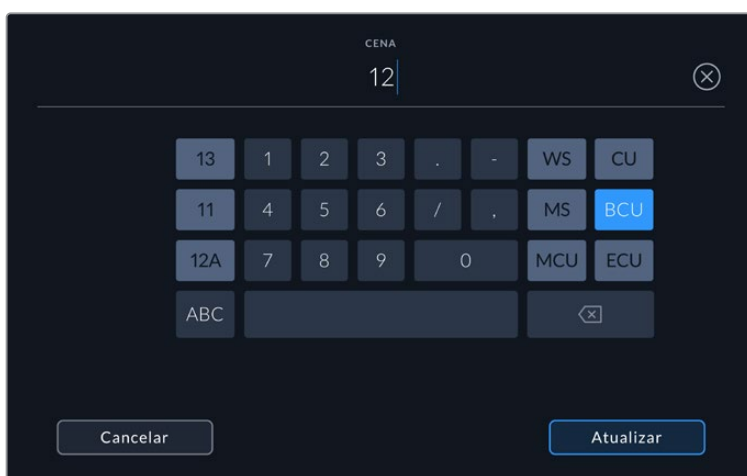 CENA
12
13 1 2 3 . - WS CU
11 4 5 6 / , MS BCU
12A 7 8 9 0 MCU ECU
ABC
Cancelar Atualizar